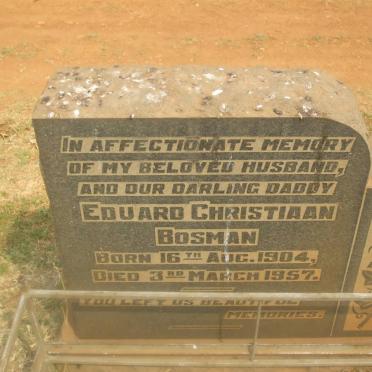 IN AFFECTIONATE MEMORY
OF MY BELOVED HUSBAND,
AND OUR DARLING DADDY
EDUARD CHRISTIAAN
BOSMAN
BORN 16TH AUG. 1904,
DIED 3RD MARCH 1957.
YOU LEFT US BEAUTIFUL
MEMORIES.